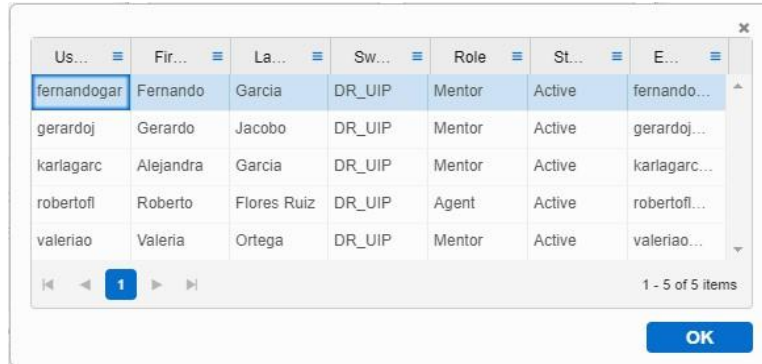 Us... Fir... La... Sw... Role St... E...
fernandogar Fernando Garcia DR_UIP Mentor Active fernando...
gerardoj Gerardo Jacobo DR_UIP Mentor Active gerardoj...
karlagarc Alejandra Garcia DR_UIP Mentor Active karlagarc...
robertofl Roberto Flores Ruiz DR_UIP Agent Active robertofl...
valeriao Valeria Ortega DR_UIP Mentor Active valeriao...
1 1 - 5 of 5 items
OK